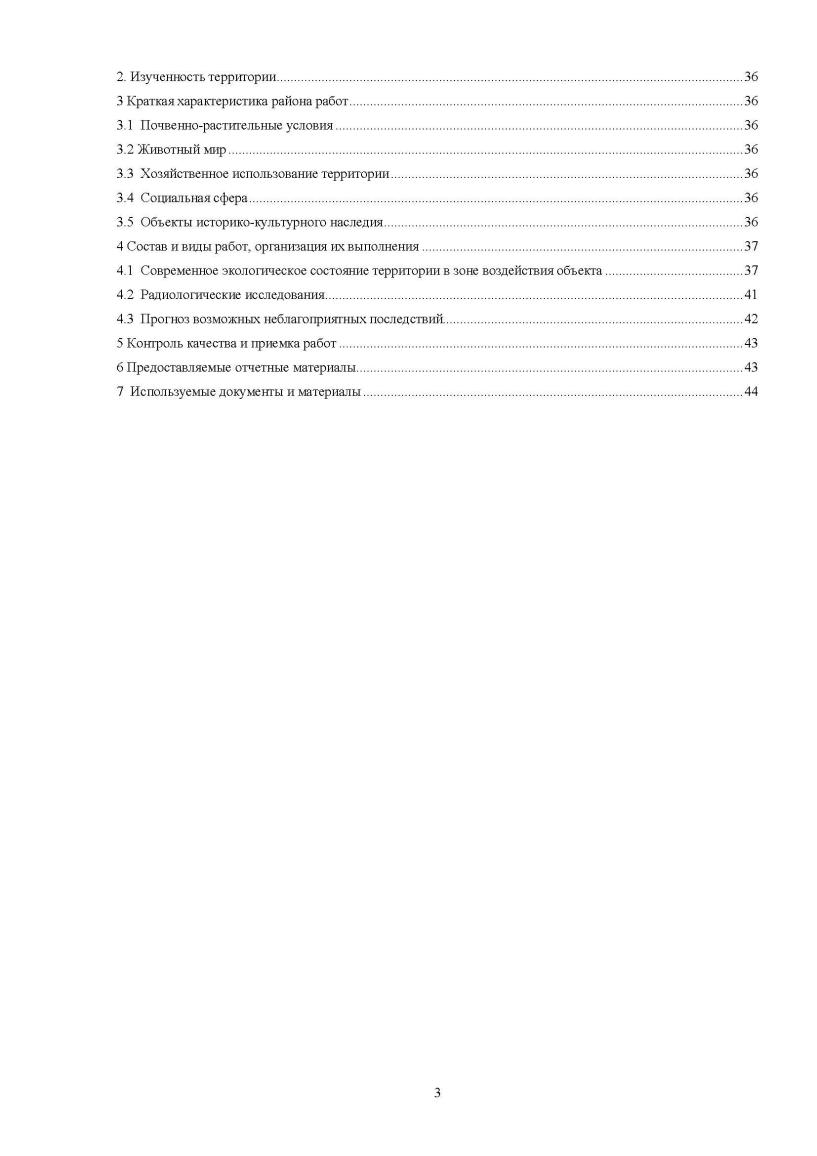 2. Изученность территории....................36
3 Краткая характеристика района работ....................36
3.1 Почвенно-растительные условия....................36
3.2 Животный мир....................36
3.3 Хозяйственное использование территории....................36
3.4 Социальная сфера....................36
3.5 Объекты историко-культурного наследия....................36
4 Состав и виды работ, организация их выполнения....................37
4.1 Современное экологическое состояние территории в зоне воздействия объекта....................37
4.2 Радиологические исследования....................41
4.3 Прогноз возможных неблагоприятных последствий....................42
5 Контроль качества и приемка работ....................43
6 Предоставляемые отчетные материалы....................43
7 Используемые документы и материалы....................44
3